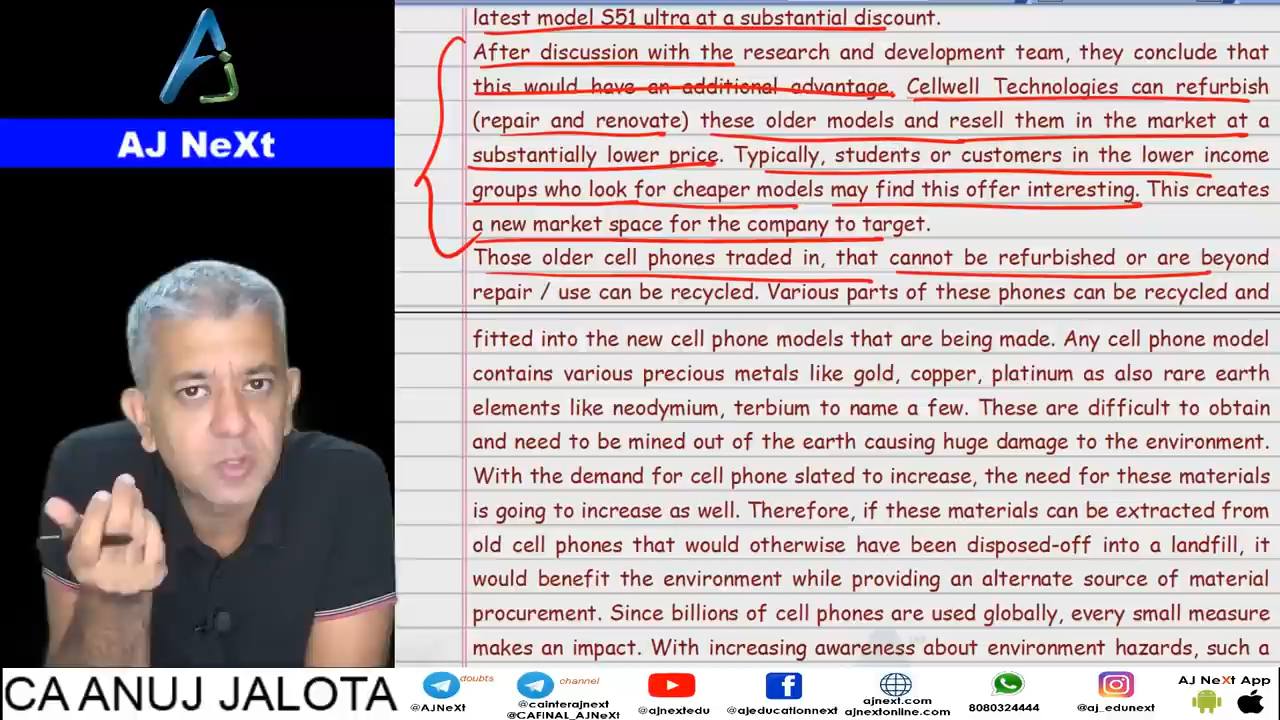 AJ NeXt
latest model S51 ultra at a substantial discount.
After discussion with the research and development team, they conclude that
this would have an additional advantage. Cellwell Technologies can refurbish
(repair and renovate) these older models and resell them in the market at a
substantially lower price. Typically, students or customers in the lower income
groups who look for cheaper models may find this offer interesting. This creates
a new market space for the company to target.
Those older cell phones traded in, that cannot be refurbished or are beyond
repair / use can be recycled. Various parts of these phones can be recycled and
fitted into the new cell phone models that are being made. Any cell phone model
contains various precious metals like gold, copper, platinum as also rare earth
elements like neodymium, terbium to name a few. These are difficult to obtain
and need to be mined out of the earth causing huge damage to the environment.
With the demand for cell phone slated to increase, the need for these materials
is going to increase as well. Therefore, if these materials can be extracted from
old cell phones that would otherwise have been disposed-off into a landfill, it
would benefit the environment while providing an alternate source of material
procurement. Since billions of cell phones are used globally, every small measure
makes an impact. With increasing awareness about environment hazards, such a
CA ANUJ JALOTA
doubts
@AJNeXt
channel
@cainterajnext
@CAFINAL_AJNeXt
@ajnextedu
@ajeducationnext
ajnext.com
ajnextonline.com
8080324444
@aj_edunext
AJ NeXt App